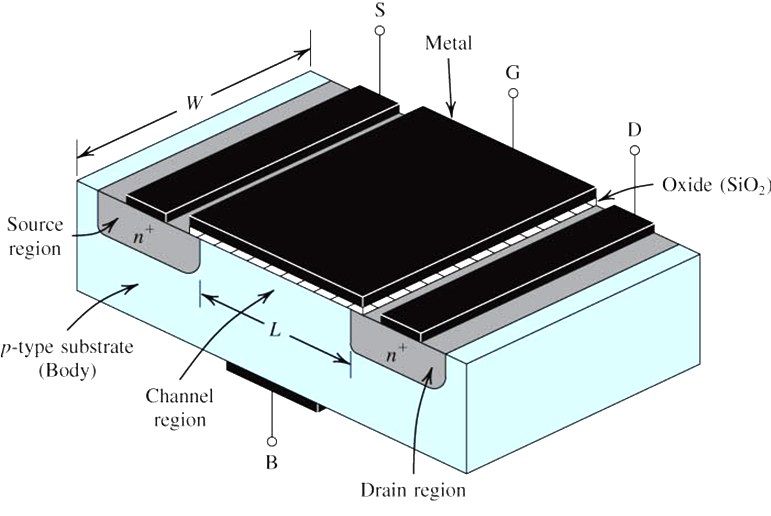 S
Metal
G
W
D
Oxide (SiO₂)
Source
region
n⁺
p-type substrate
(Body)
L
n⁺
Channel
region
B
Drain region